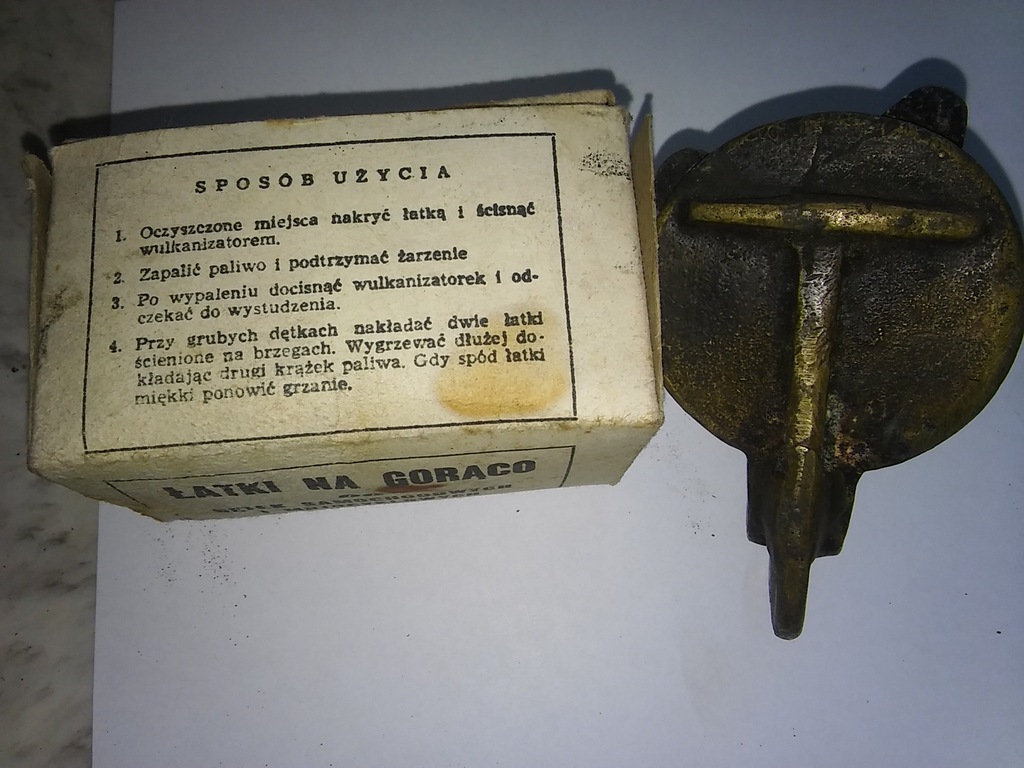 SPOSÓB UŻYCIA
1. Oczyszczone miejsca nakryć łatką i ścisnąć
wulkanizatorem.
2. Zapalić paliwo i podtrzymać żarzenie
3. Po wypaleniu docisnąć wulkanizatorek i od-
czekać do wystudzenia.
4. Przy grubych dętkach nakładać dwie łatki
ścienione na brzegach. Wygrzewać dłużej do-
kładając drugi krążek paliwa. Gdy spód łatki
miękki ponowić grzanie.
ŁATKI NA GORĄCO